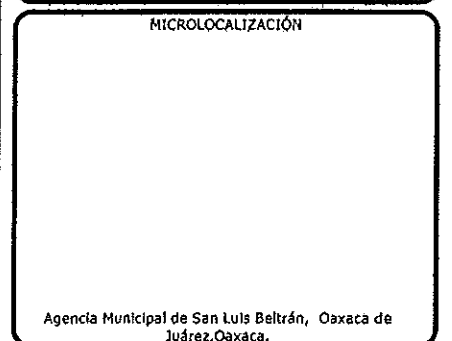 MICROLOCALIZACIÓN
Agencia Municipal de San Luis Beltrán, Oaxaca de
Juárez,Oaxaca.